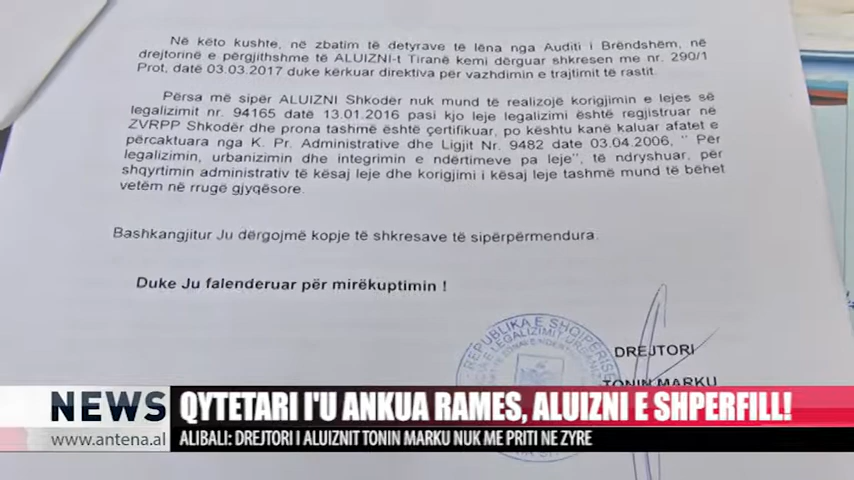 Në këto kushte, në zbatim të detyrave të lëna nga Auditi i Brëndshëm, në
drejtorinë e përgjithshme të ALUIZNI-t Tiranë kemi dërguar shkresen me nr. 290/1
Prot, datë 03.03.2017 duke kërkuar direktiva për vazhdimin e trajtimit të rastit.
Përsa më sipër ALUIZNI Shkodër nuk mund të realizojë korigjimin e lejes së
legalizimit nr. 94165 datë 13.01.2016 pasi kjo leje legalizimi është regjistruar në
ZVRPP Shkodër dhe prona tashmë është çertifikuar, po kështu kanë kaluar afatet e
përcaktuara nga K. Pr. Administrative dhe Ligjit Nr. 9482 date 03.04.2006, " Për
legalizimin, urbanizimin dhe integrimin e ndërtimeve pa leje", të ndryshuar, për
shqyrtimin administrativ të kësaj leje dhe korigjimi i kësaj leje tashmë mund të bëhet
vetëm në rrugë gjyqësore.
Bashkangjitur Ju dërgojmë kopje të shkresave të sipërpërmendura.
Duke Ju falenderuar për mirëkuptimin !
REPUBLIKA E SHQIPERISE
DREJTORI
TONIN MARKU
NEWS
www.antena.al
QYTETARI I'U ANKUA RAMES, ALUIZNI E SHPERFILL!
ALIBALI: DREJTORI I ALUIZNIT TONIN MARKU NUK ME PRITI NE ZYRE